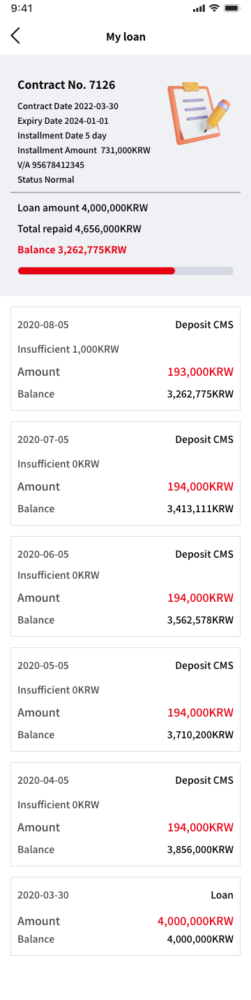 9:41
My loan
Contract No. 7126
Contract Date 2022-03-30
Expiry Date 2024-01-01
Installment Date 5 day
Installment Amount 731,000KRW
V/A 95678412345
Status Normal
Loan amount 4,000,000KRW
Total repaid 4,656,000KRW
Balance 3,262,775KRW
2020-08-05 Deposit CMS
Insufficient 1,000KRW
Amount 193,000KRW
Balance 3,262,775KRW
2020-07-05 Deposit CMS
Insufficient 0KRW
Amount 194,000KRW
Balance 3,413,111KRW
2020-06-05 Deposit CMS
Insufficient 0KRW
Amount 194,000KRW
Balance 3,562,578KRW
2020-05-05 Deposit CMS
Insufficient 0KRW
Amount 194,000KRW
Balance 3,710,200KRW
2020-04-05 Deposit CMS
Insufficient 0KRW
Amount 194,000KRW
Balance 3,856,000KRW
2020-03-30 Loan
Amount 4,000,000KRW
Balance 4,000,000KRW